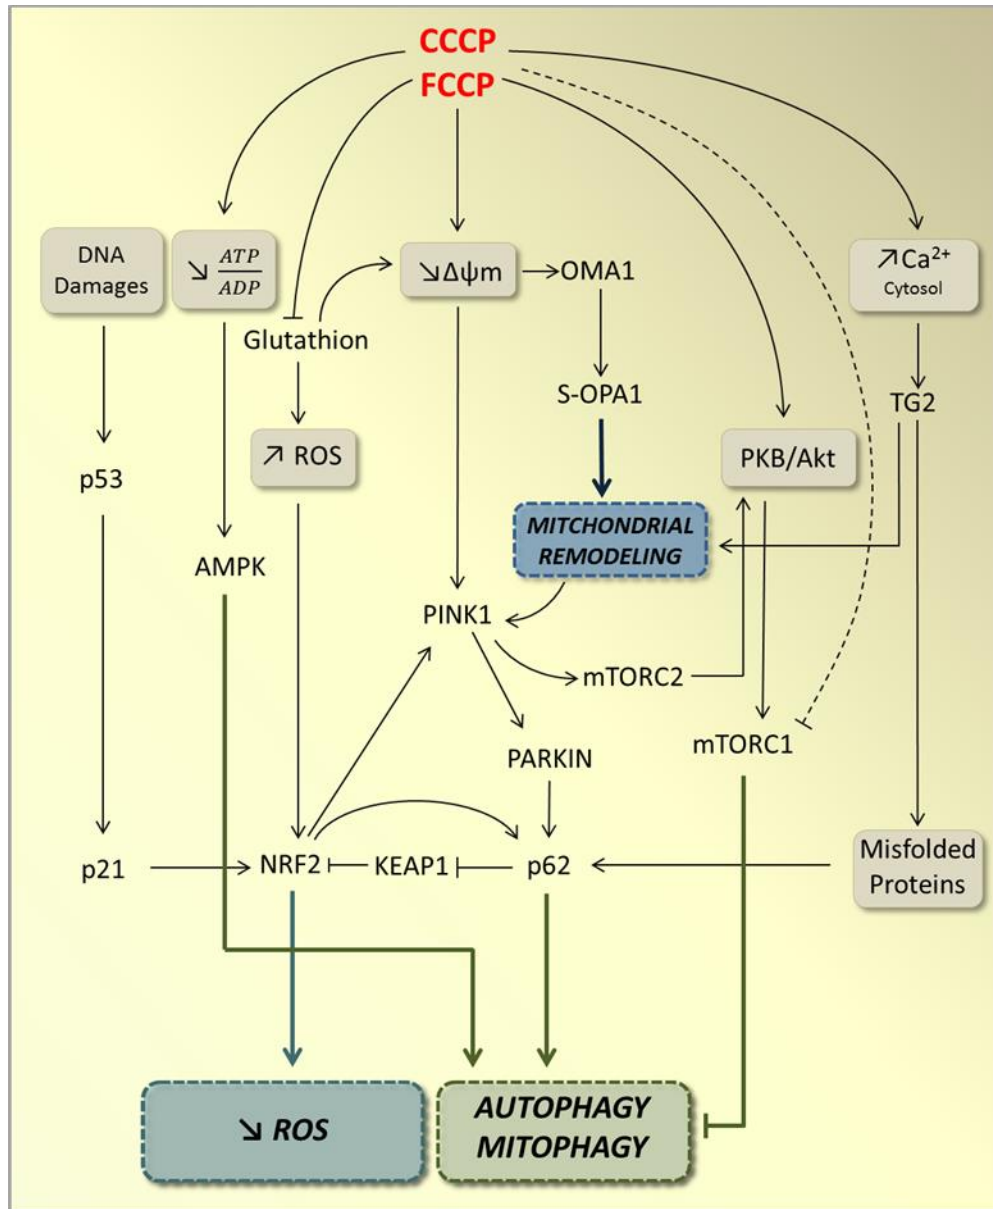 CCCP
FCCP
DNA
Damages
↘ ATP
ADP
↘Δψm
OMA1
↗Ca²⁺
Cytosol
Glutathion
S-OPA1
TG2
↗ ROS
PKB/Akt
p53
MITCHONDRIAL
REMODELING
AMPK
PINK1
mTORC2
PARKIN
mTORC1
p21
NRF2
KEAP1
p62
Misfolded
Proteins
↘ ROS
AUTOPHAGY
MITOPHAGY